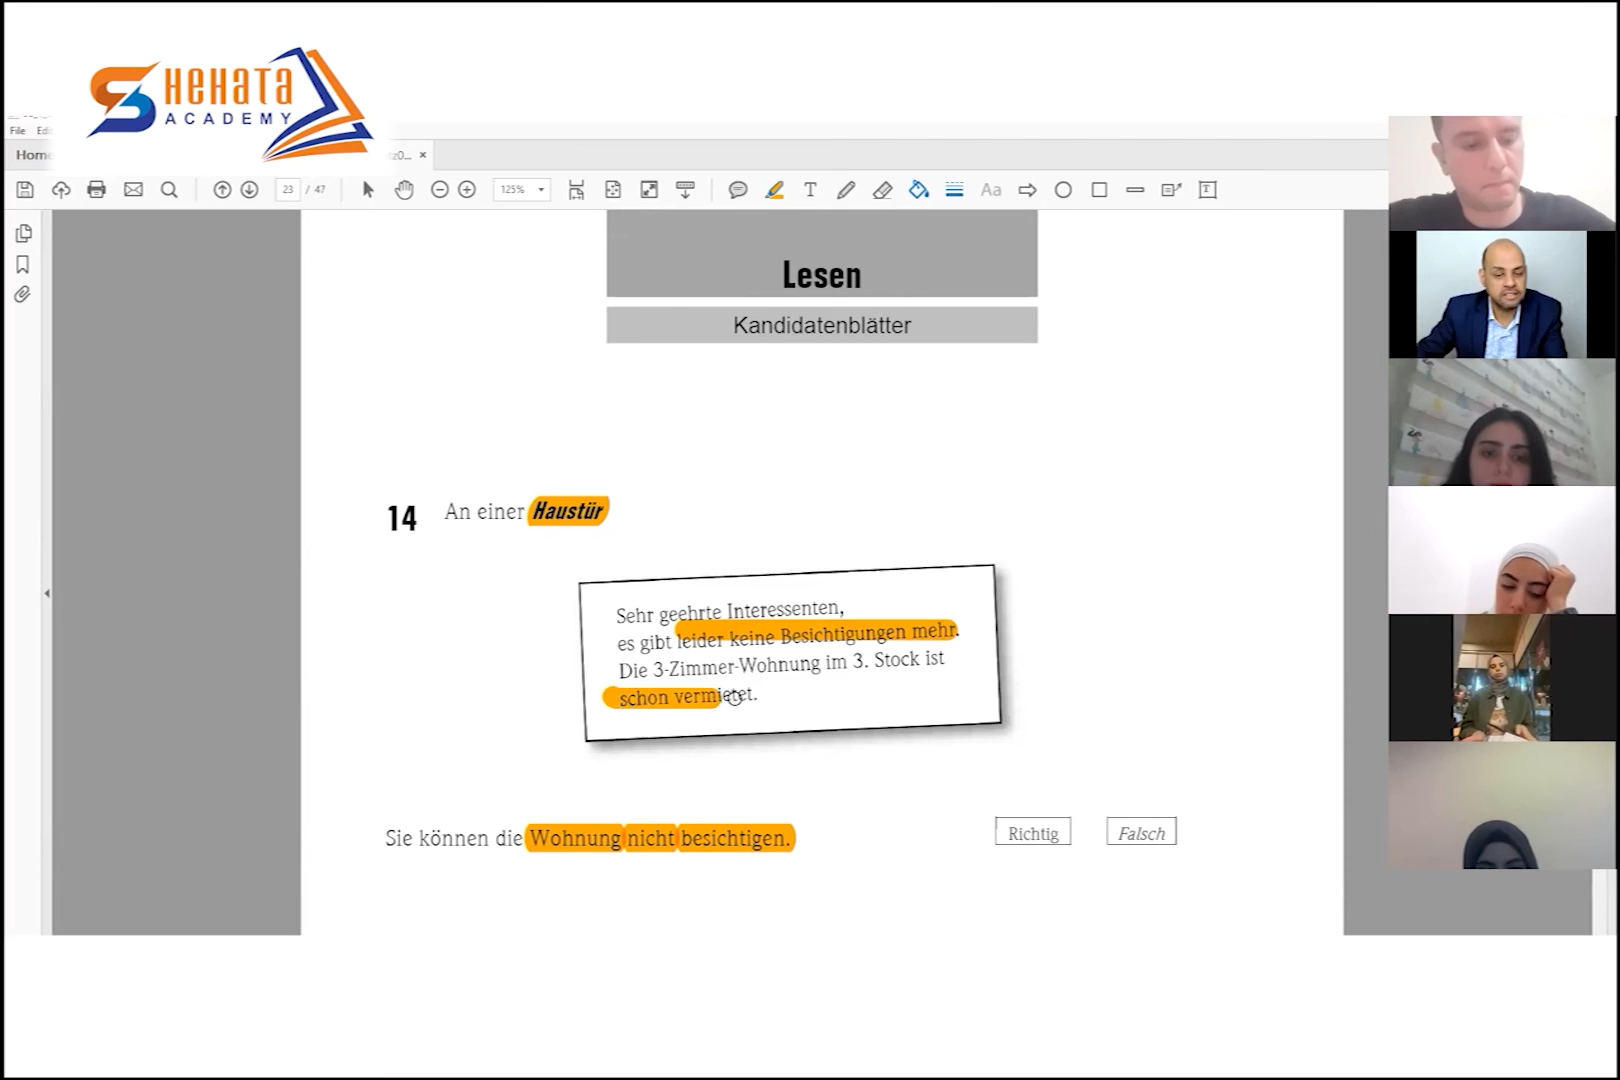 SHEHATA
ACADEMY
File
Home
tz0...
23 / 47
125%
Aa
Lesen
Kandidatenblätter
14 An einer Haustür
Sehr geehrte Interessenten,
es gibt leider keine Besichtigungen mehr.
Die 3-Zimmer-Wohnung im 3. Stock ist
schon vermietet.
Sie können die Wohnung nicht besichtigen.
Richtig Falsch